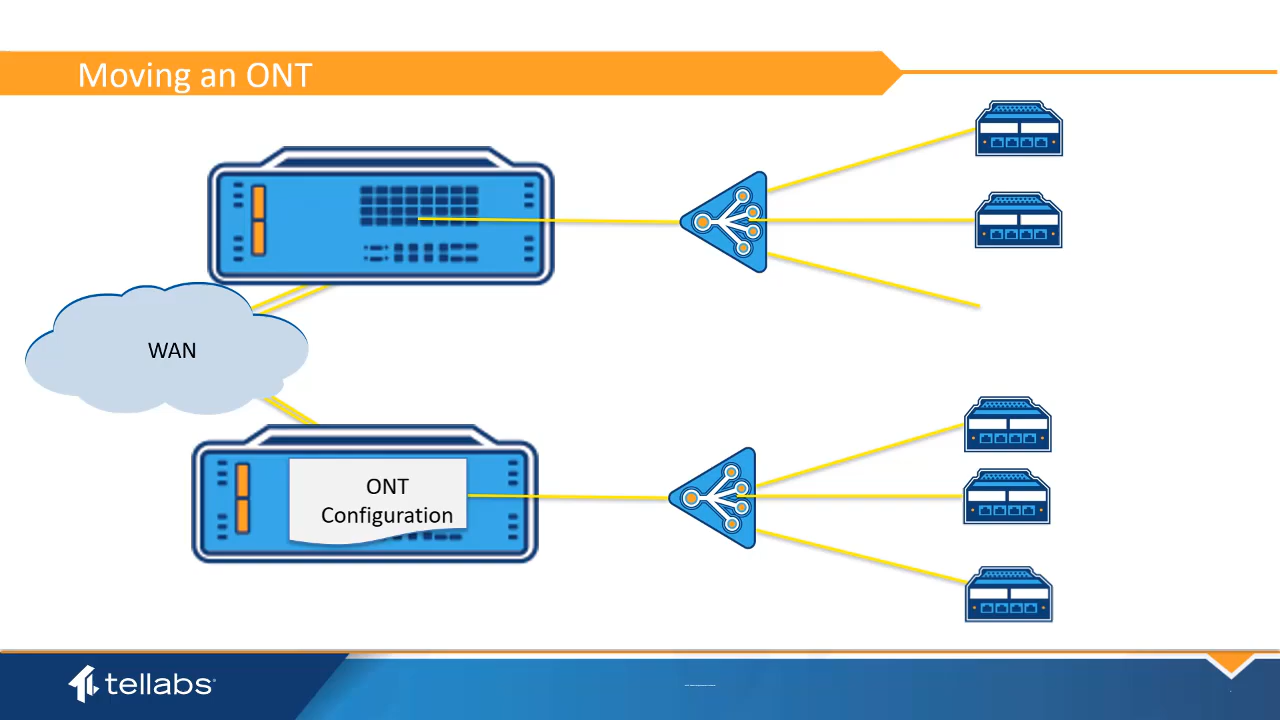 Moving an ONT
WAN
ONT
Configuration
tellabs